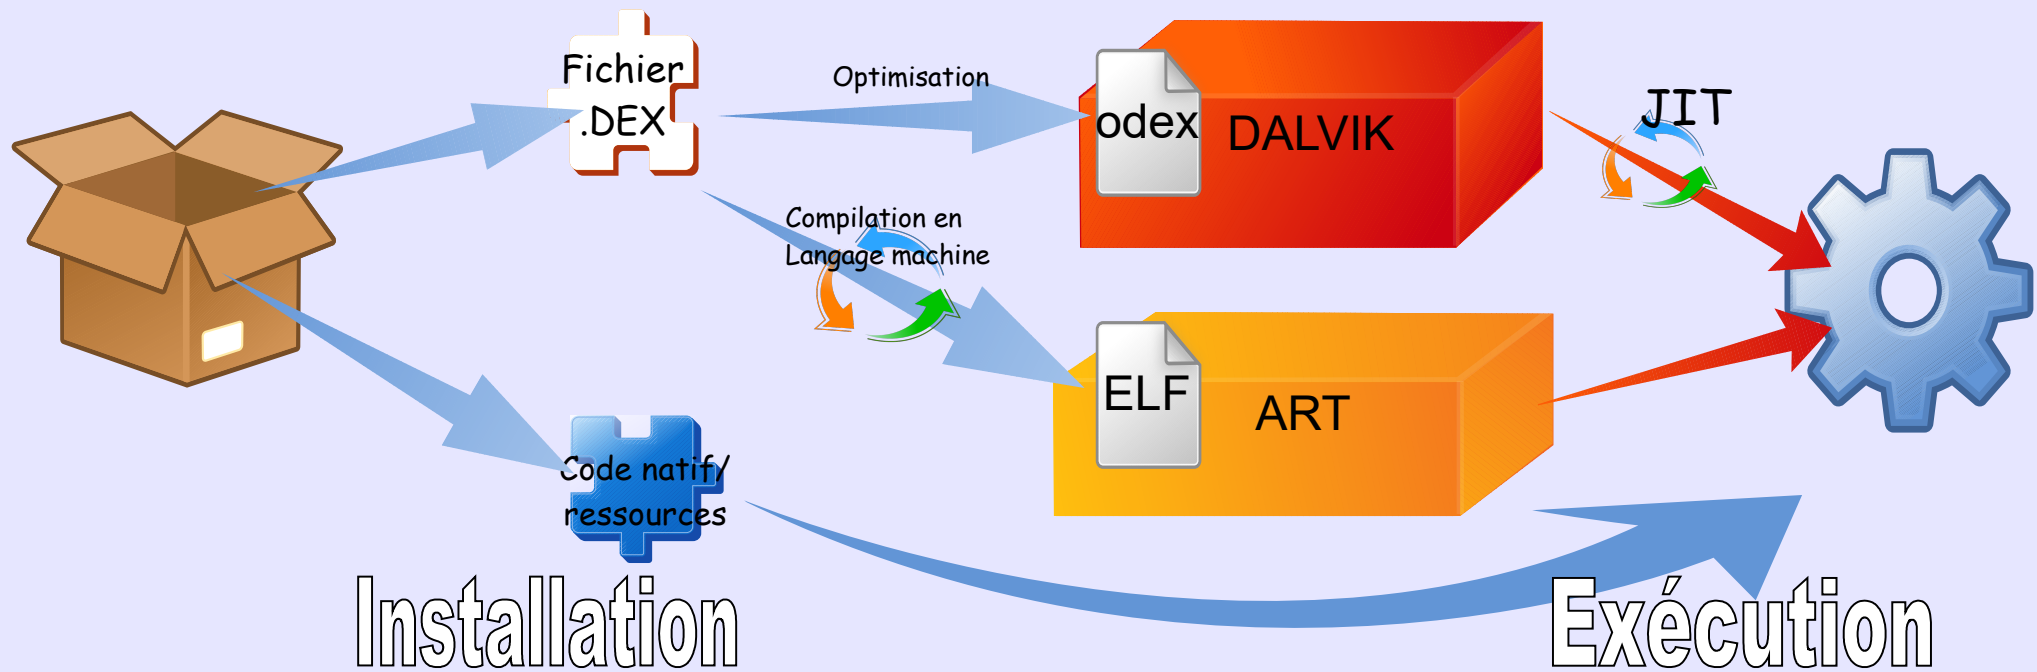 Fichier
.DEX
Optimisation
odex
DALVIK
JIT
Compilation en
Langage machine
ELF
ART
Code natif/
ressources
Installation
Exécution